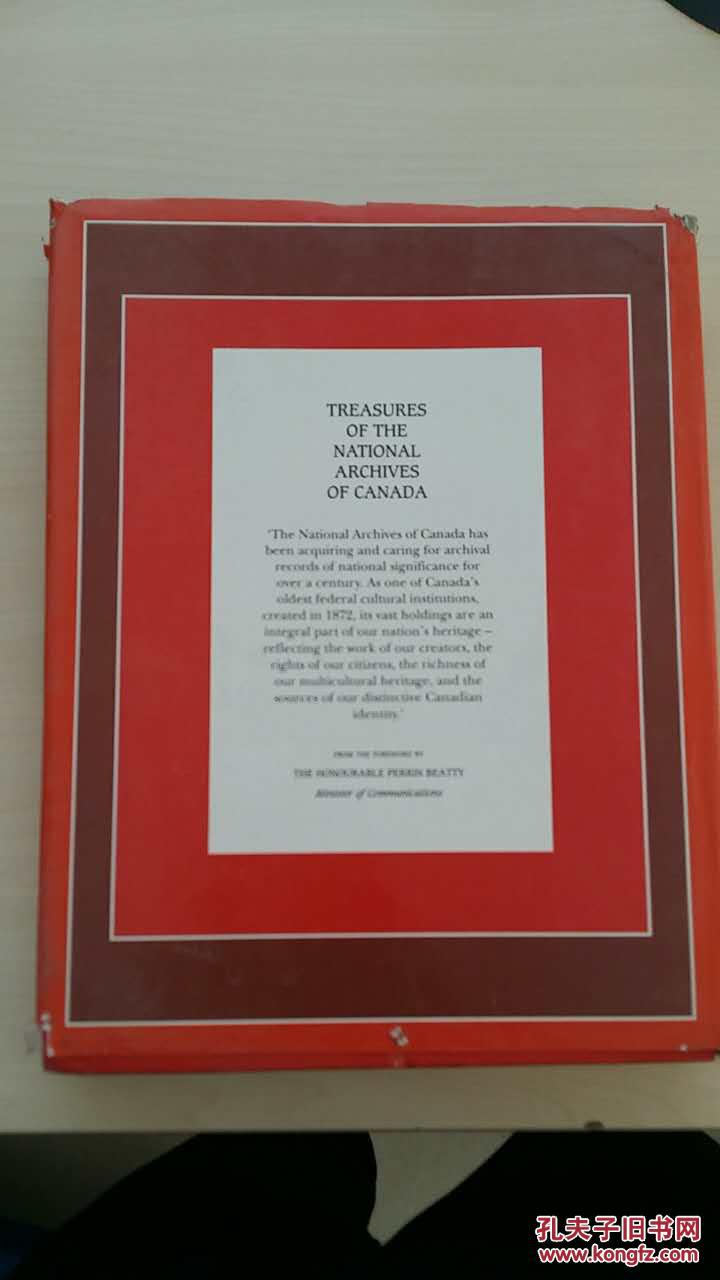 TREASURES
OF THE
NATIONAL
ARCHIVES
OF CANADA
'The National Archives of Canada has
been acquiring and caring for archival
records of national significance for
over a century. As one of Canada's
oldest federal cultural institutions,
created in 1872, its vast holdings are an
integral part of our nation's heritage –
reflecting the work of our creators, the
rights of our citizens, the richness of
our multicultural heritage, and the
sources of our distinctive Canadian
identity.'
FROM THE FOREWORD BY
THE HONOURABLE PERRIN BEATTY
Minister of Communications
孔夫子旧书网
www.kongfz.com